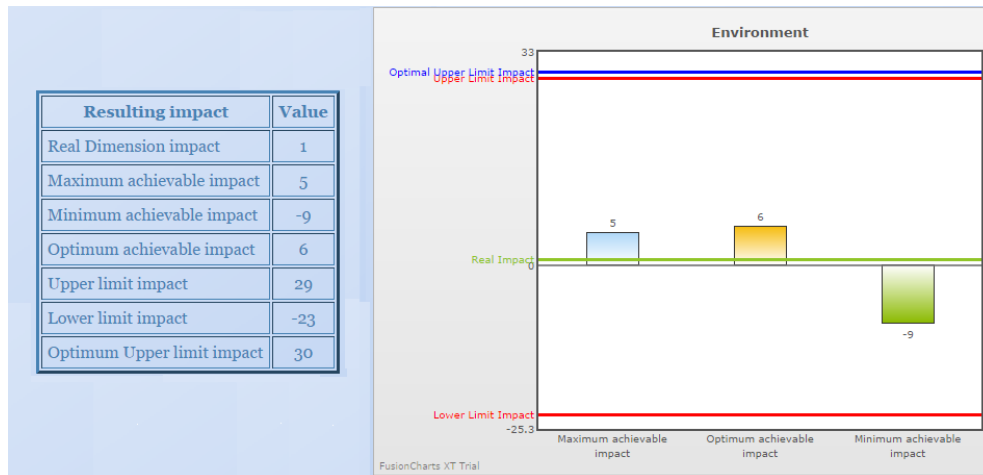 Resulting impact Value
Real Dimension impact 1
Maximum achievable impact 5
Minimum achievable impact -9
Optimum achievable impact 6
Upper limit impact 29
Lower limit impact -23
Optimum Upper limit impact 30
Environment
33
Optimal Upper Limit Impact
Upper Limit Impact
5
6
Real Impact
0
-9
Lower Limit Impact
-25.3
Maximum achievable Optimum achievable Minimum achievable
impact impact impact
FusionCharts XT Trial